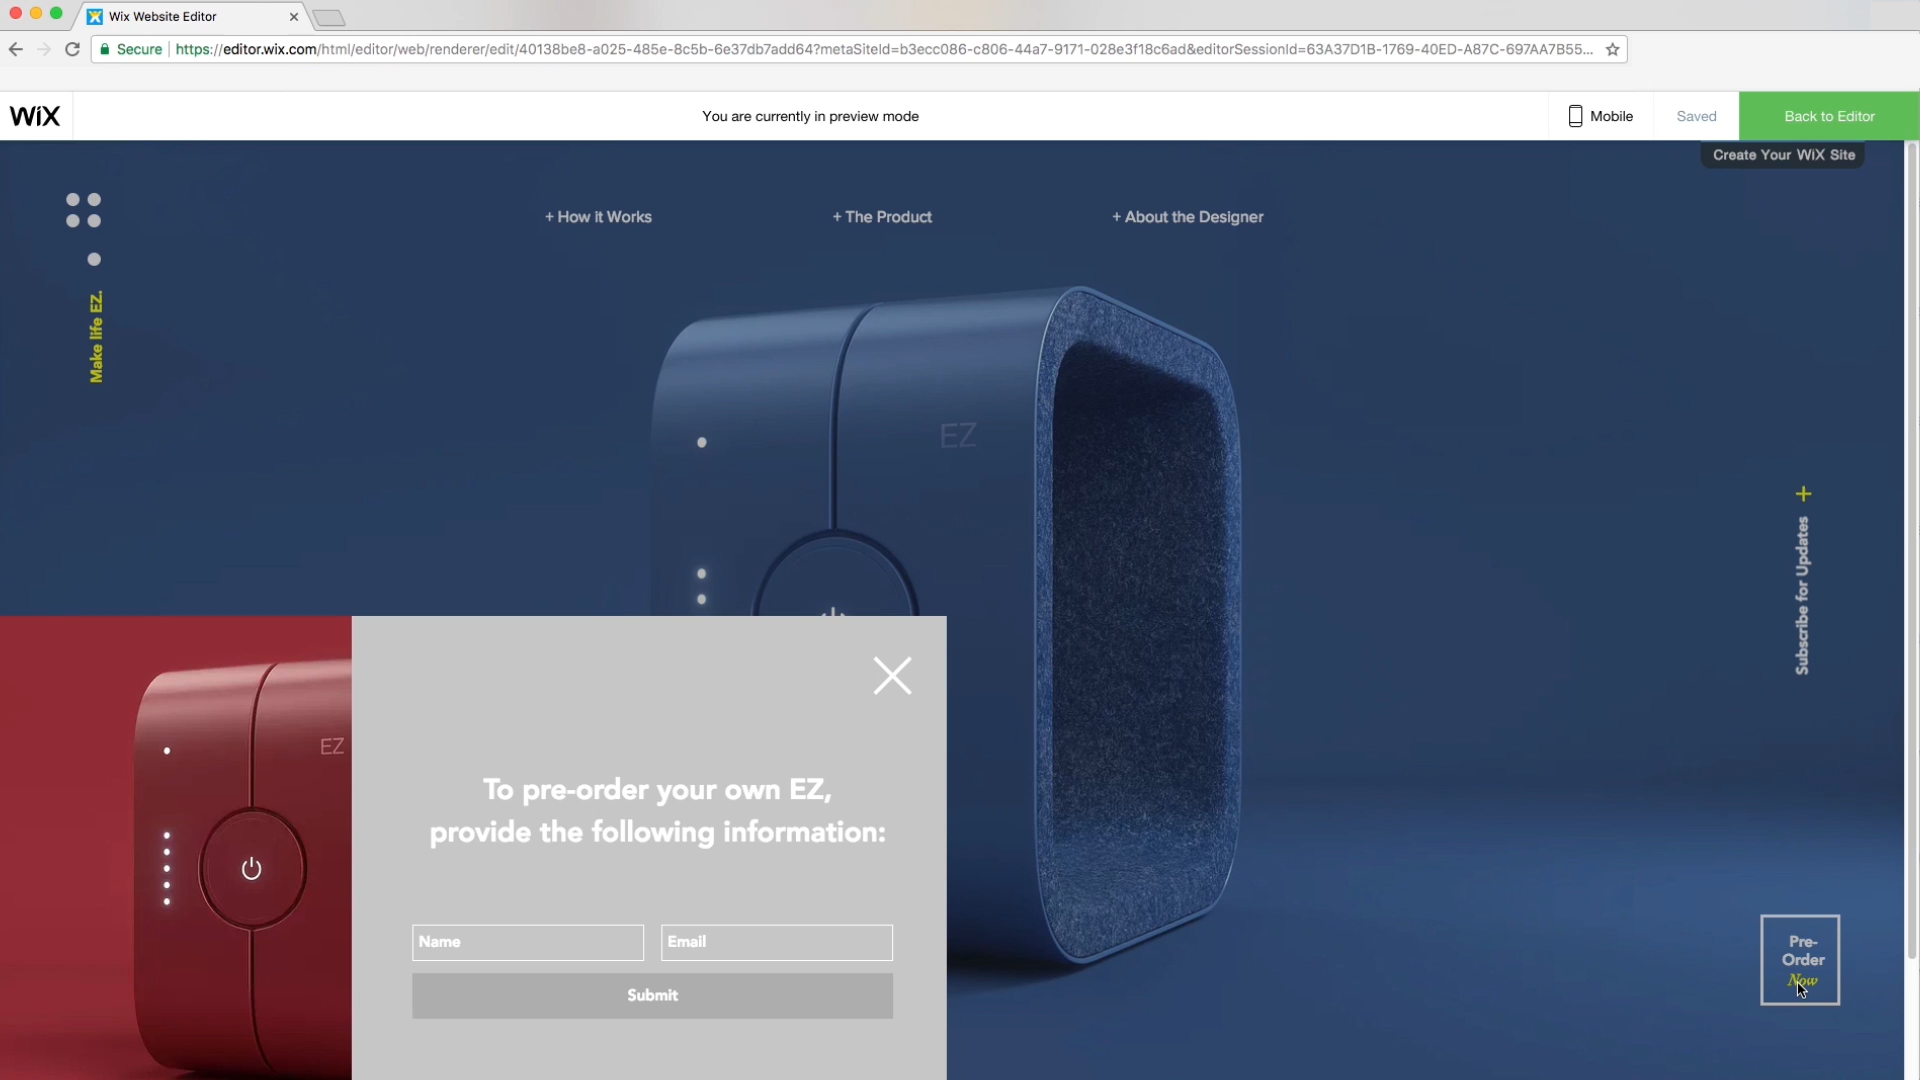 Wix Website Editor
Secure https://editor.wix.com/html/editor/web/renderer/edit/40138be8-a025-485e-8c5b-6e37db7add64?metaSiteId=b3ecc086-c806-44a7-9171-028e3f18c6ad&editorSessionId=63A37D1B-1769-40ED-A87C-697AA7B55...
WiX
You are currently in preview mode
Mobile
Saved
Back to Editor
Create Your WiX Site
+ How it Works
+ The Product
+ About the Designer
Make life EZ.
EZ
+
Subscribe for Updates
EZ
To pre-order your own EZ,
provide the following information:
Name
Email
Submit
Pre-
Order
Now